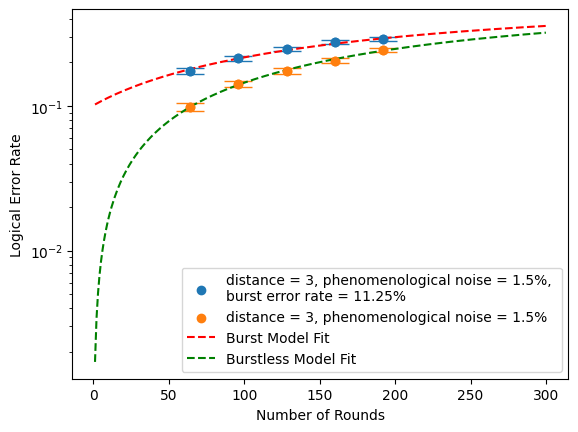 Logical Error Rate
10⁻¹
10⁻²
distance = 3, phenomenological noise = 1.5%,
burst error rate = 11.25%
distance = 3, phenomenological noise = 1.5%
Burst Model Fit
Burstless Model Fit
0 50 100 150 200 250 300
Number of Rounds